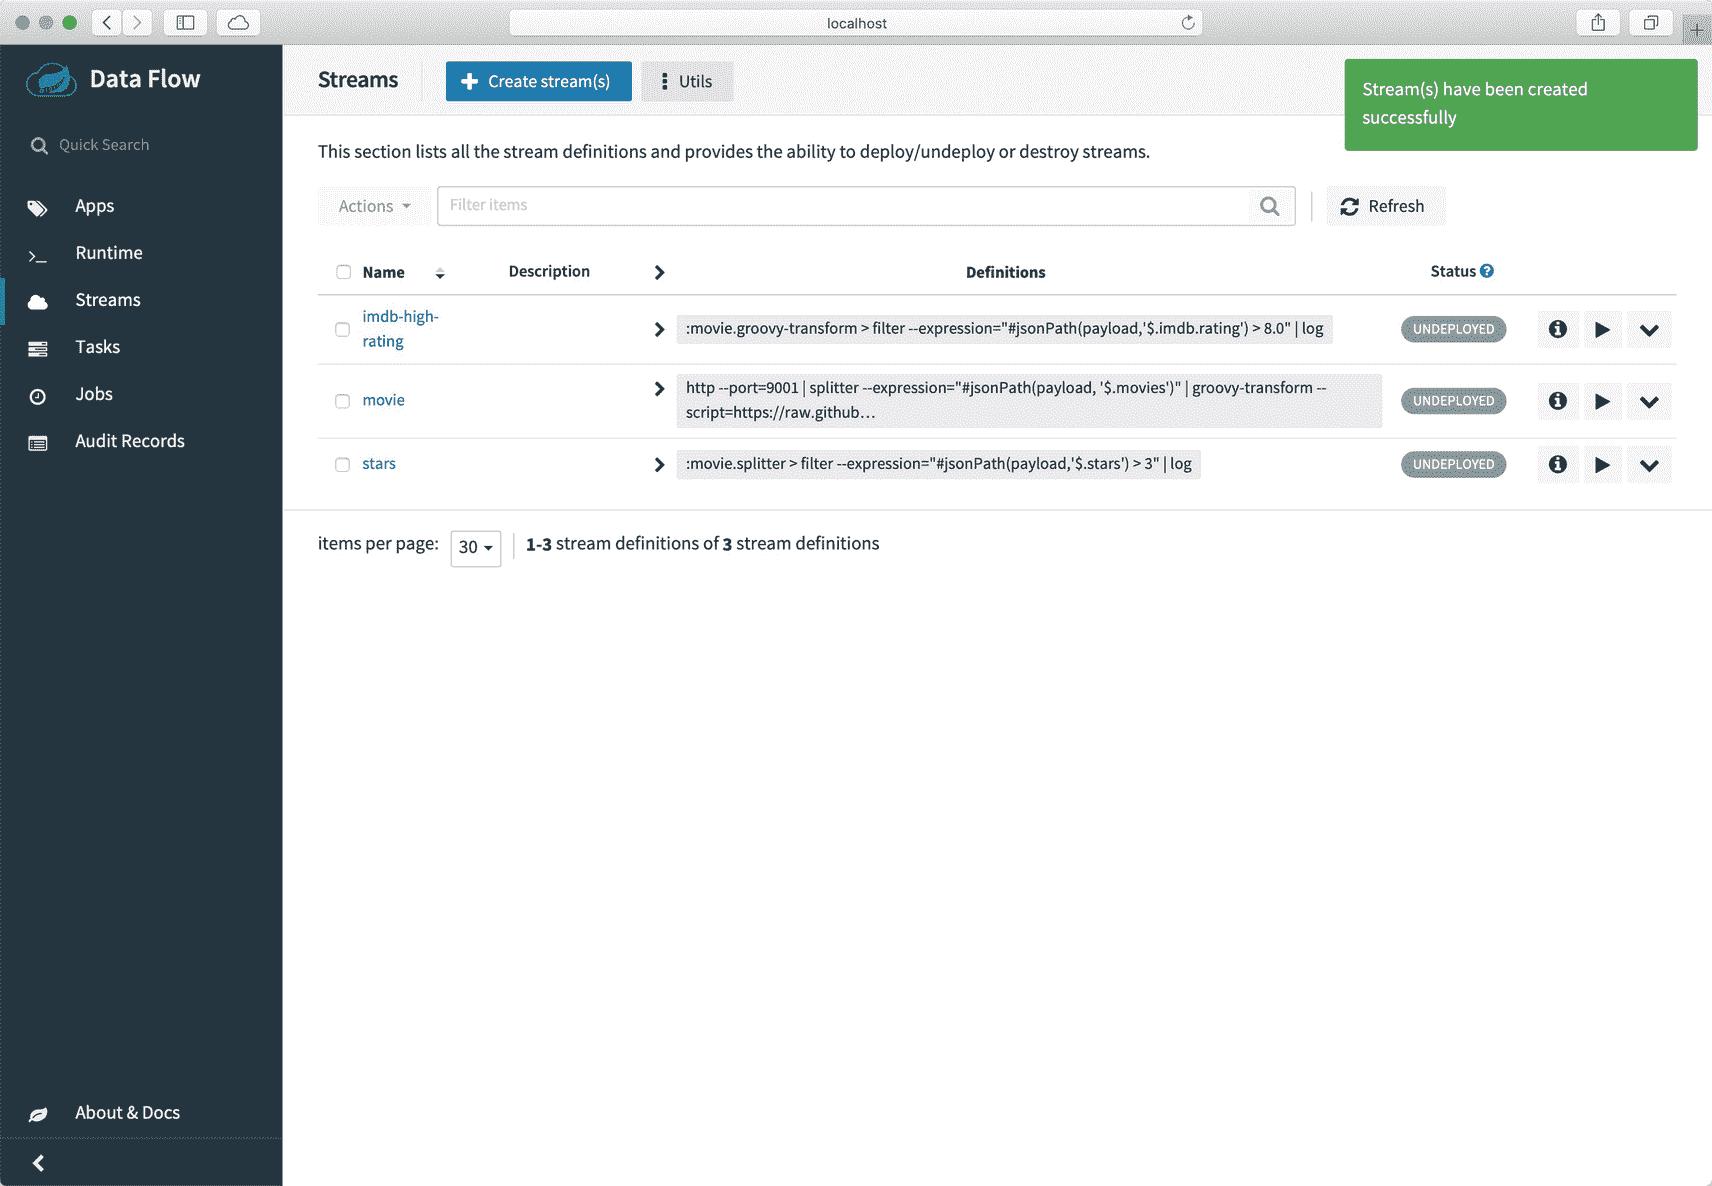 localhost
Data Flow
Quick Search
Apps
Runtime
Streams
Tasks
Jobs
Audit Records
About & Docs
Streams
Create stream(s)
Utils
Stream(s) have been created
successfully
This section lists all the stream definitions and provides the ability to deploy/undeploy or destroy streams.
Actions
Filter items
Refresh
Name Description Definitions Status
imdb-high-
rating
:movie.groovy-transform > filter --expression="#jsonPath(payload,'$.imdb.rating') > 8.0" | log
UNDEPLOYED
movie
http --port=9001 | splitter --expression="#jsonPath(payload, '$.movies')" | groovy-transform --
script=https://raw.github…
UNDEPLOYED
stars
:movie.splitter > filter --expression="#jsonPath(payload,'$.stars') > 3" | log
UNDEPLOYED
items per page: 30 1-3 stream definitions of 3 stream definitions